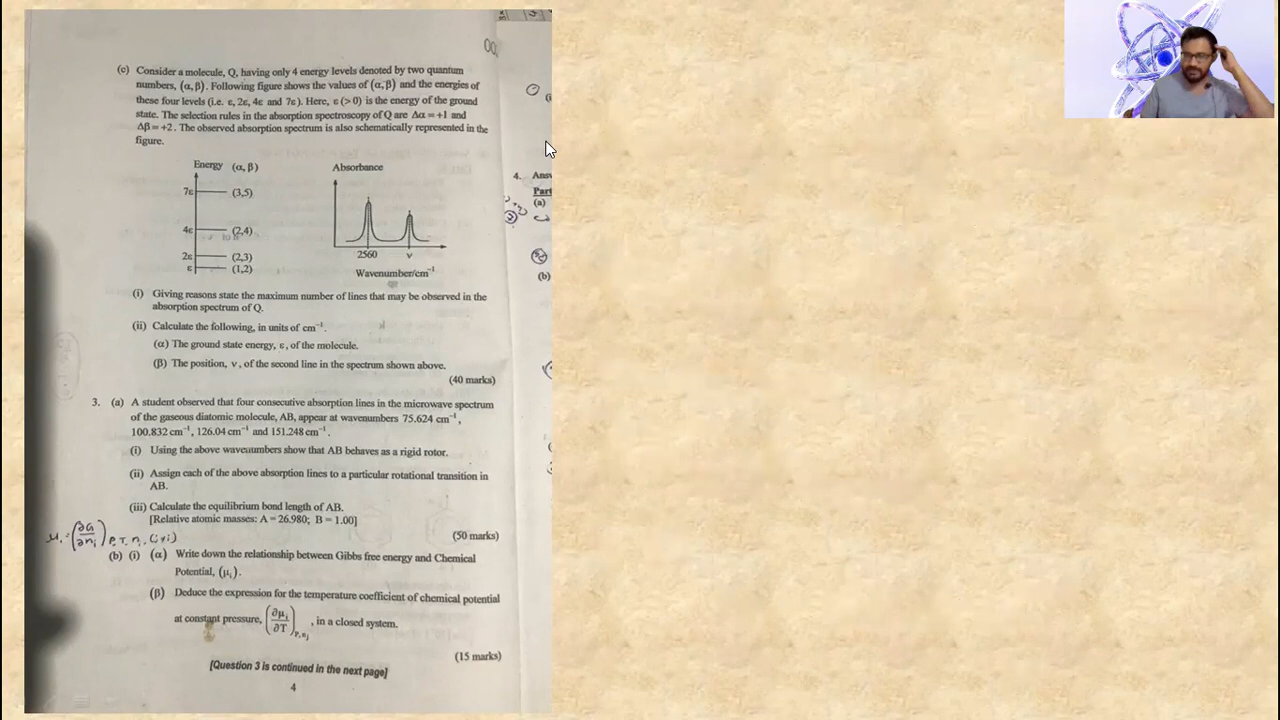 (c) Consider a molecule, Q, having only 4 energy levels denoted by two quantum
numbers, (α, β). Following figure shows the values of (α, β) and the energies of
these four levels (i.e. ε, 2ε, 4ε and 7ε). Here, ε (> 0) is the energy of the ground
state. The selection rules in the absorption spectroscopy of Q are Δα = +1 and
Δβ = +2. The observed absorption spectrum is also schematically represented in the
figure.
Energy (α, β)
7ε (3,5)
4ε (2,4)
2ε (2,3)
ε (1,2)
Absorbance
2560 ν
Wavenumber/cm⁻¹
(i) Giving reasons state the maximum number of lines that may be observed in the
absorption spectrum of Q.
(ii) Calculate the following, in units of cm⁻¹.
(α) The ground state energy, ε, of the molecule.
(β) The position, ν, of the second line in the spectrum shown above.
(40 marks)
3. (a) A student observed that four consecutive absorption lines in the microwave spectrum
of the gaseous diatomic molecule, AB, appear at wavenumbers 75.624 cm⁻¹,
100.832 cm⁻¹, 126.04 cm⁻¹ and 151.248 cm⁻¹.
(i) Using the above wavenumbers show that AB behaves as a rigid rotor.
(ii) Assign each of the above absorption lines to a particular rotational transition in
AB.
(iii) Calculate the equilibrium bond length of AB.
[Relative atomic masses: A = 26.980; B = 1.00]
(50 marks)
(b) (i) (α) Write down the relationship between Gibbs free energy and Chemical
Potential, (μᵢ).
(β) Deduce the expression for the temperature coefficient of chemical potential
at constant pressure, (∂μᵢ/∂T)P,nⱼ , in a closed system.
(15 marks)
[Question 3 is continued in the next page]
4
4. Ans
Part
(a)
(b)